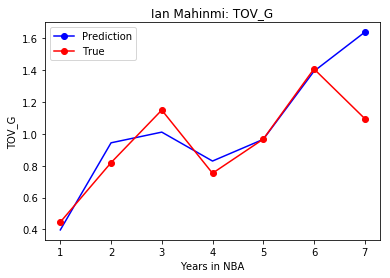 Ian Mahinmi: TOV_G
Prediction
True
TOV_G
1.6
1.4
1.2
1.0
0.8
0.6
0.4
1 2 3 4 5 6 7
Years in NBA